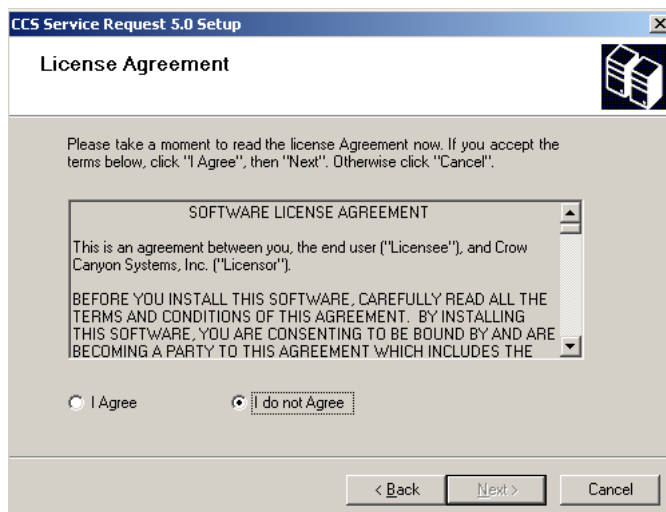 CCS Service Request 5.0 Setup
License Agreement
Please take a moment to read the license Agreement now. If you accept the
terms below, click "I Agree", then "Next". Otherwise click "Cancel".
SOFTWARE LICENSE AGREEMENT
This is an agreement between you, the end user ("Licensee"), and Crow
Canyon Systems, Inc. ("Licensor").
BEFORE YOU INSTALL THIS SOFTWARE, CAREFULLY READ ALL THE
TERMS AND CONDITIONS OF THIS AGREEMENT.  BY INSTALLING
THIS SOFTWARE, YOU ARE CONSENTING TO BE BOUND BY AND ARE
BECOMING A PARTY TO THIS AGREEMENT WHICH INCLUDES THE
I Agree I do not Agree
< Back Next > Cancel